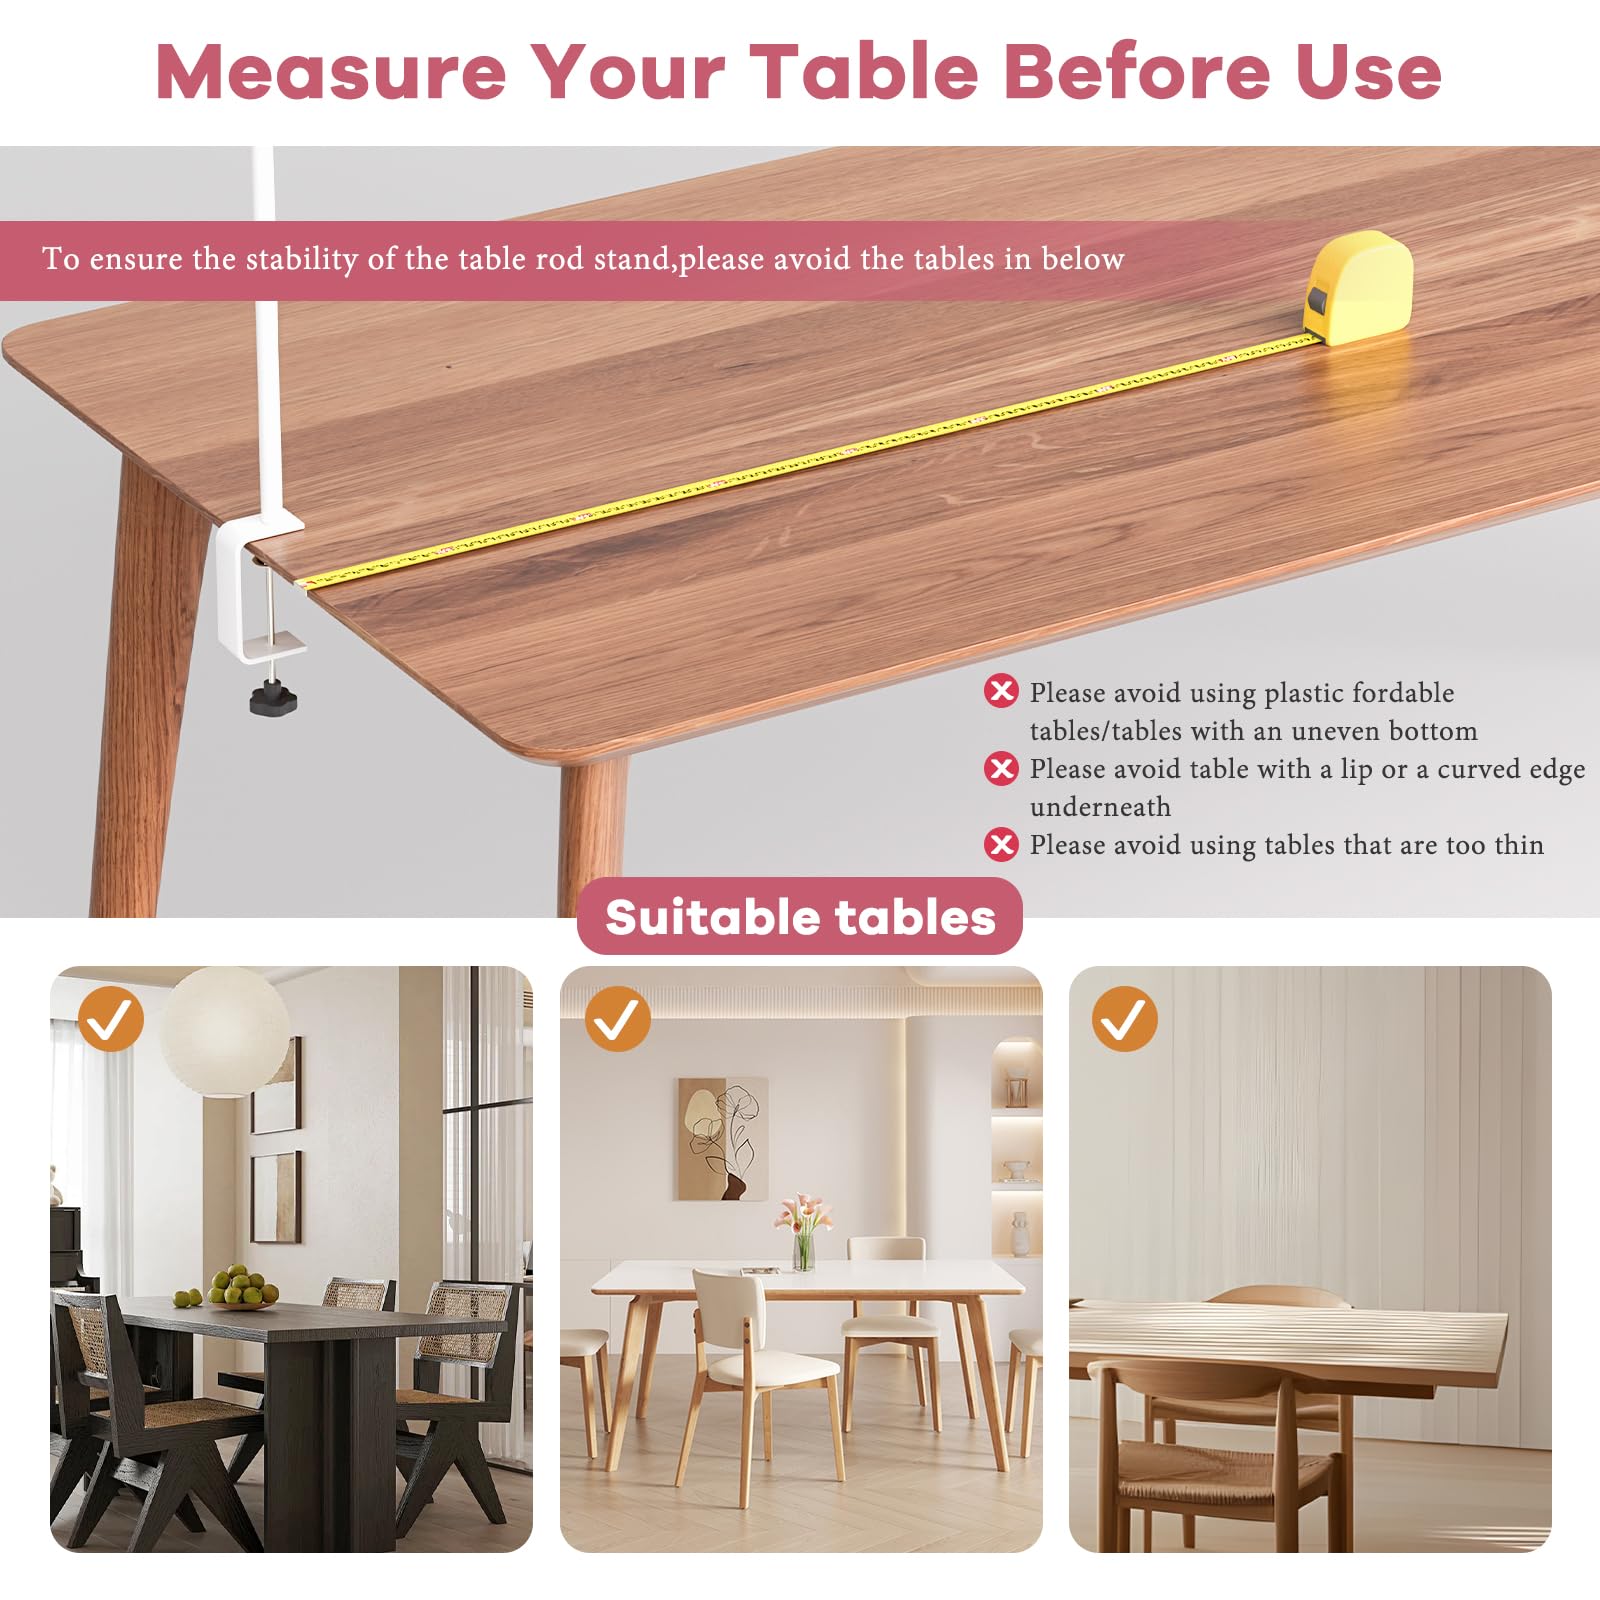 Measure Your Table Before Use
To ensure the stability of the table rod stand,please avoid the tables in below
Please avoid using plastic fordable
tables/tables with an uneven bottom
Please avoid table with a lip or a curved edge
underneath
Please avoid using tables that are too thin
Suitable tables